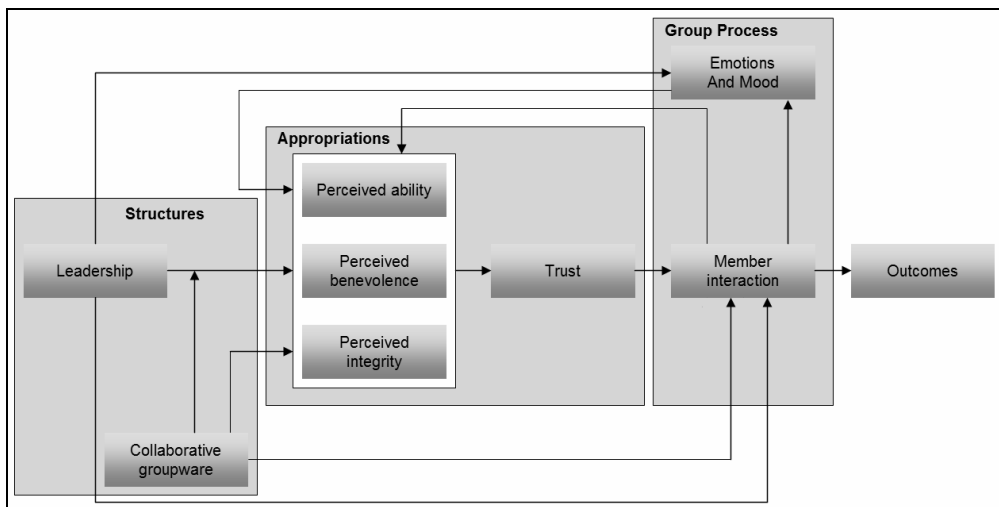 Group Process
Emotions
And Mood
Appropriations
Perceived ability
Structures
Leadership
Perceived
benevolence
Trust
Member
interaction
Outcomes
Perceived
integrity
Collaborative
groupware